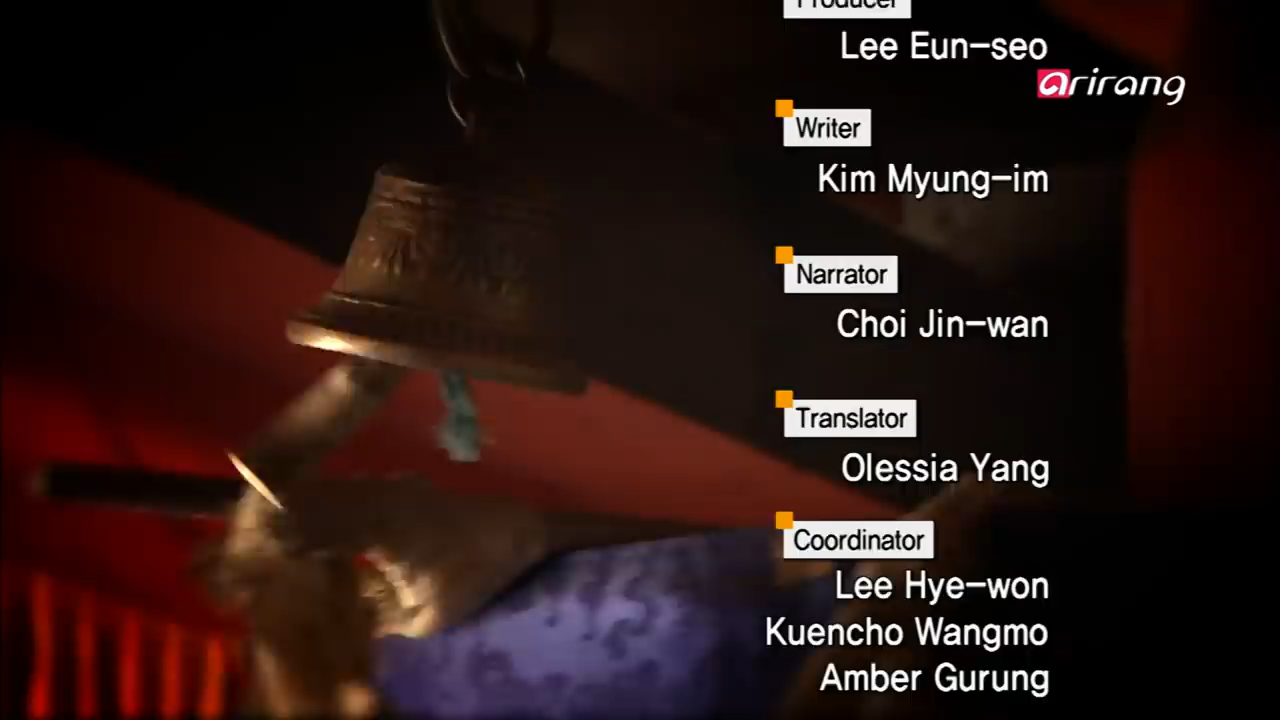 Producer
Lee Eun-seo
arirang
Writer
Kim Myung-im
Narrator
Choi Jin-wan
Translator
Olessia Yang
Coordinator
Lee Hye-won
Kuencho Wangmo
Amber Gurung